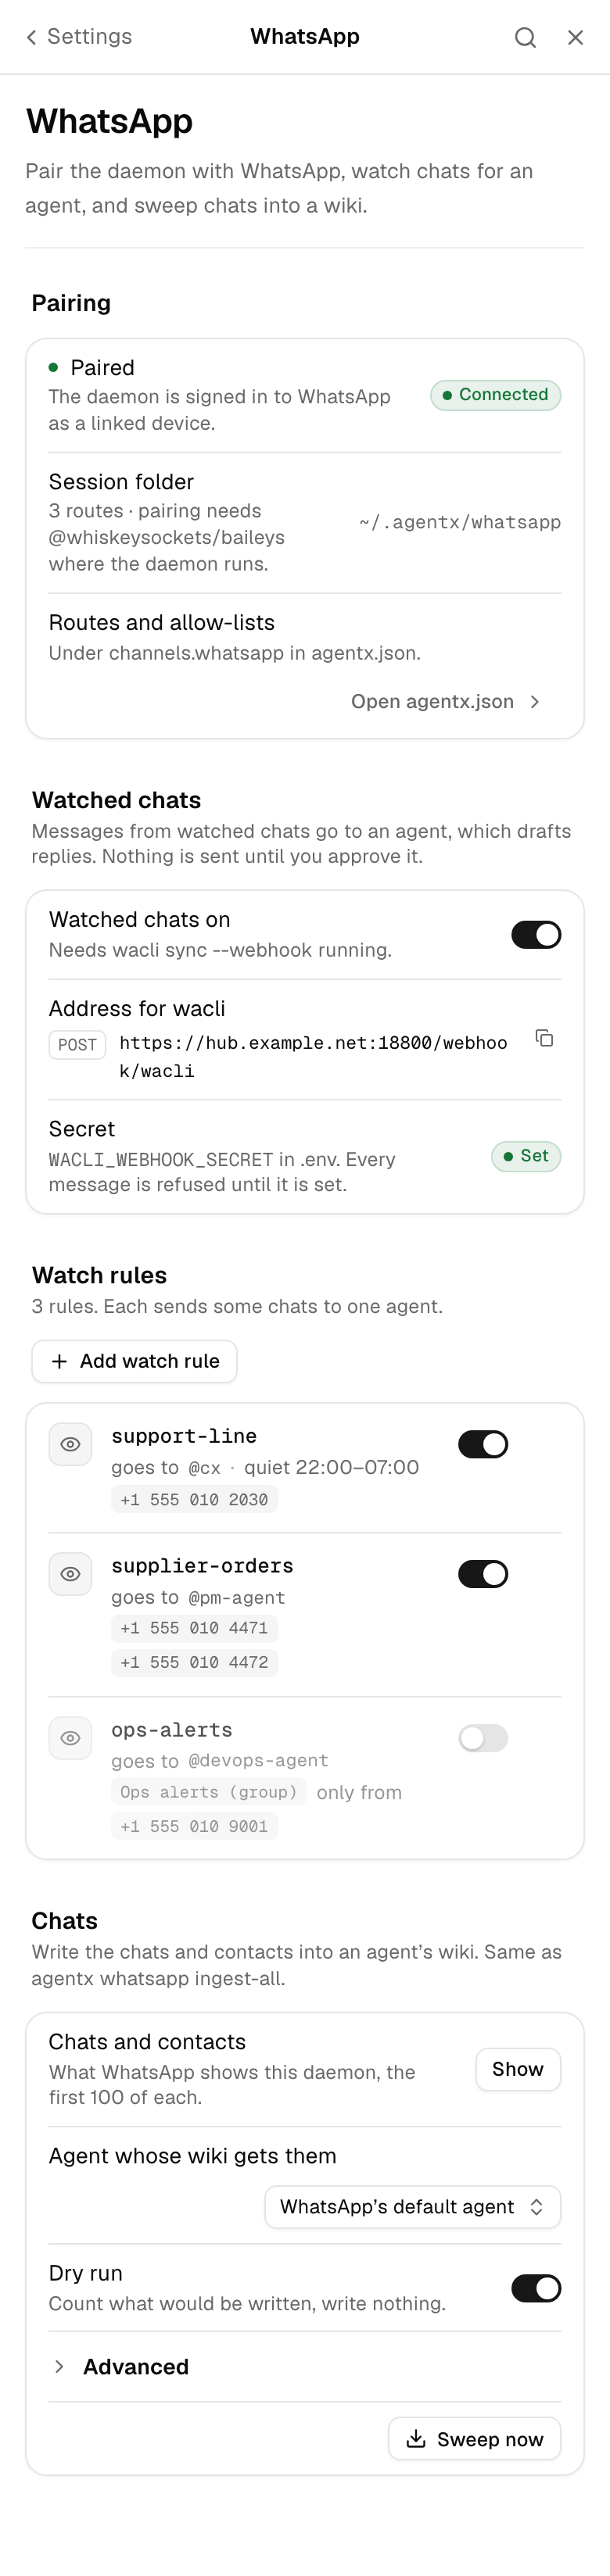 Settings
WhatsApp
WhatsApp
Pair the daemon with WhatsApp, watch chats for an
agent, and sweep chats into a wiki.
Pairing
Paired
The daemon is signed in to WhatsApp
as a linked device.
Connected
Session folder
3 routes · pairing needs
@whiskeysockets/baileys
where the daemon runs.
~/.agentx/whatsapp
Routes and allow-lists
Under channels.whatsapp in agentx.json.
Open agentx.json
Watched chats
Messages from watched chats go to an agent, which drafts
replies. Nothing is sent until you approve it.
Watched chats on
Needs wacli sync --webhook running.
Address for wacli
POST
https://hub.example.net:18800/webhoo
k/wacli
Secret
WACLI_WEBHOOK_SECRET in .env. Every
message is refused until it is set.
Set
Watch rules
3 rules. Each sends some chats to one agent.
Add watch rule
support-line
goes to @cx · quiet 22:00–07:00
+1 555 010 2030
supplier-orders
goes to @pm-agent
+1 555 010 4471
+1 555 010 4472
ops-alerts
goes to @devops-agent
Ops alerts (group) only from
+1 555 010 9001
Chats
Write the chats and contacts into an agent’s wiki. Same as
agentx whatsapp ingest-all.
Chats and contacts
What WhatsApp shows this daemon, the
first 100 of each.
Show
Agent whose wiki gets them
WhatsApp’s default agent
Dry run
Count what would be written, write nothing.
Advanced
Sweep now